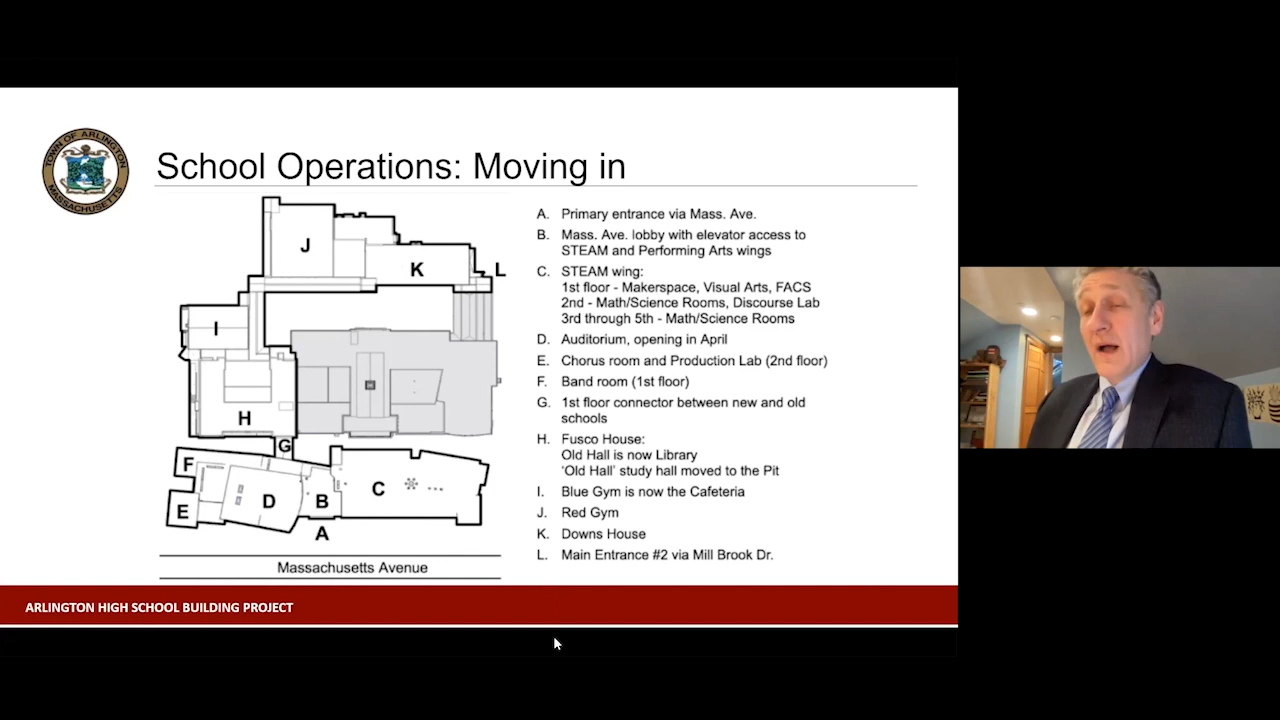 TOWN OF ARLINGTON
MASSACHUSETTS
School Operations: Moving in
J
K
L
I
H
G
F
D
B
C
E
A
Massachusetts Avenue
A. Primary entrance via Mass. Ave.
B. Mass. Ave. lobby with elevator access to
STEAM and Performing Arts wings
C. STEAM wing:
1st floor - Makerspace, Visual Arts, FACS
2nd - Math/Science Rooms, Discourse Lab
3rd through 5th - Math/Science Rooms
D. Auditorium, opening in April
E. Chorus room and Production Lab (2nd floor)
F. Band room (1st floor)
G. 1st floor connector between new and old
schools
H. Fusco House:
Old Hall is now Library
‘Old Hall’ study hall moved to the Pit
I. Blue Gym is now the Cafeteria
J. Red Gym
K. Downs House
L. Main Entrance #2 via Mill Brook Dr.
ARLINGTON HIGH SCHOOL BUILDING PROJECT